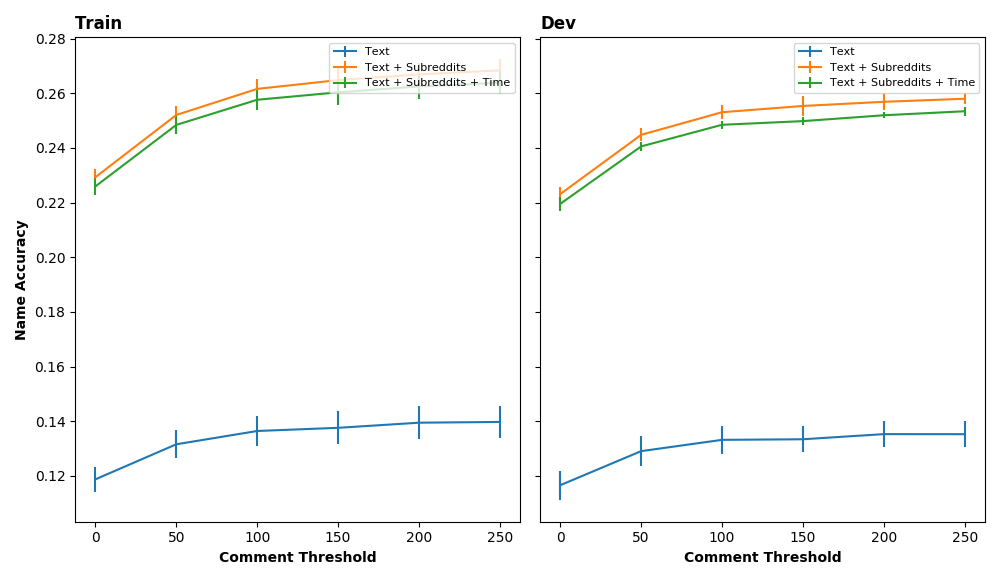 Train
Dev
Name Accuracy
0.28
0.26
0.24
0.22
0.20
0.18
0.16
0.14
0.12
Text
Text + Subreddits
Text + Subreddits + Time
Text
Text + Subreddits
Text + Subreddits + Time
0 50 100 150 200 250
0 50 100 150 200 250
Comment Threshold
Comment Threshold